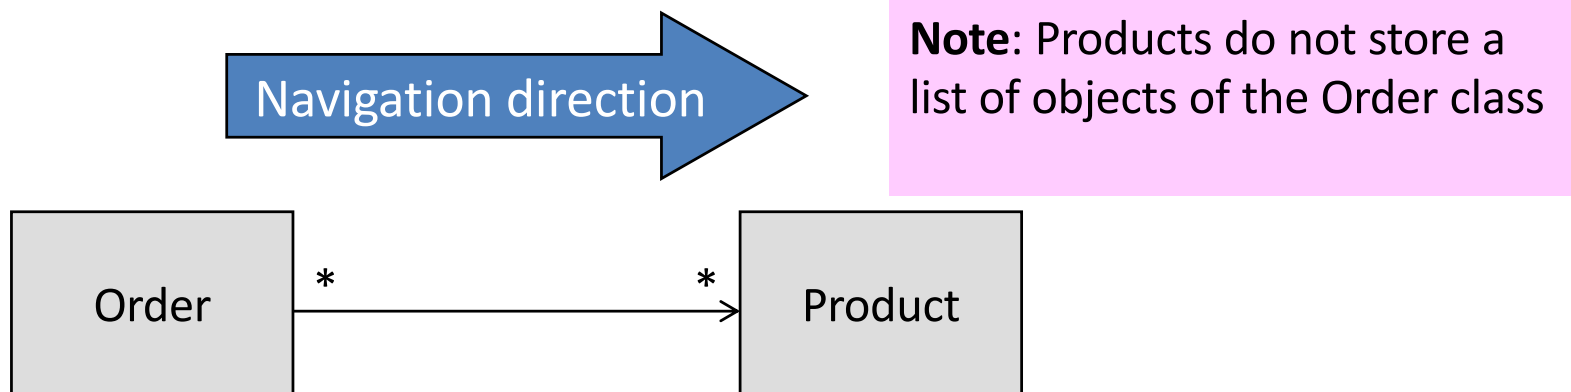 Navigation direction
Note: Products do not store a
list of objects of the Order class
Order
*
*
Product